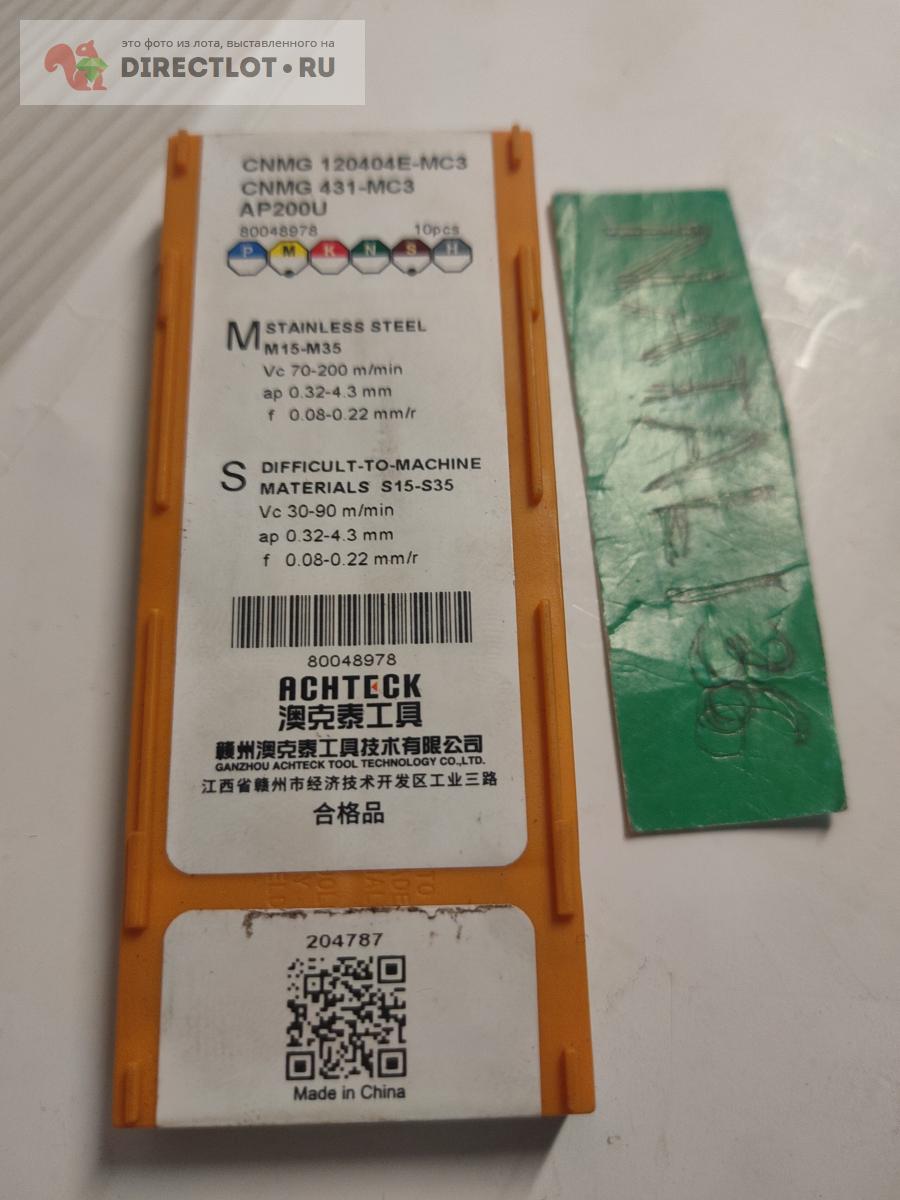 это фото из лота, выставленного на
DIRECTLOT.RU
CNMG 120404E-MC3
CNMG 431-MC3
AP200U
80048978 10pcs
P M K N S H
M STAINLESS STEEL
M15-M35
Vc 70-200 m/min
ap 0.32-4.3 mm
f 0.08-0.22 mm/r
S DIFFICULT-TO-MACHINE
MATERIALS S15-S35
Vc 30-90 m/min
ap 0.32-4.3 mm
f 0.08-0.22 mm/r
80048978
ACHTECK
澳克泰工具
赣州澳克泰工具技术有限公司
GANZHOU ACHTECK TOOL TECHNOLOGY CO.,LTD.
江西省赣州市经济技术开发区工业三路
合格品
204787
Made in China